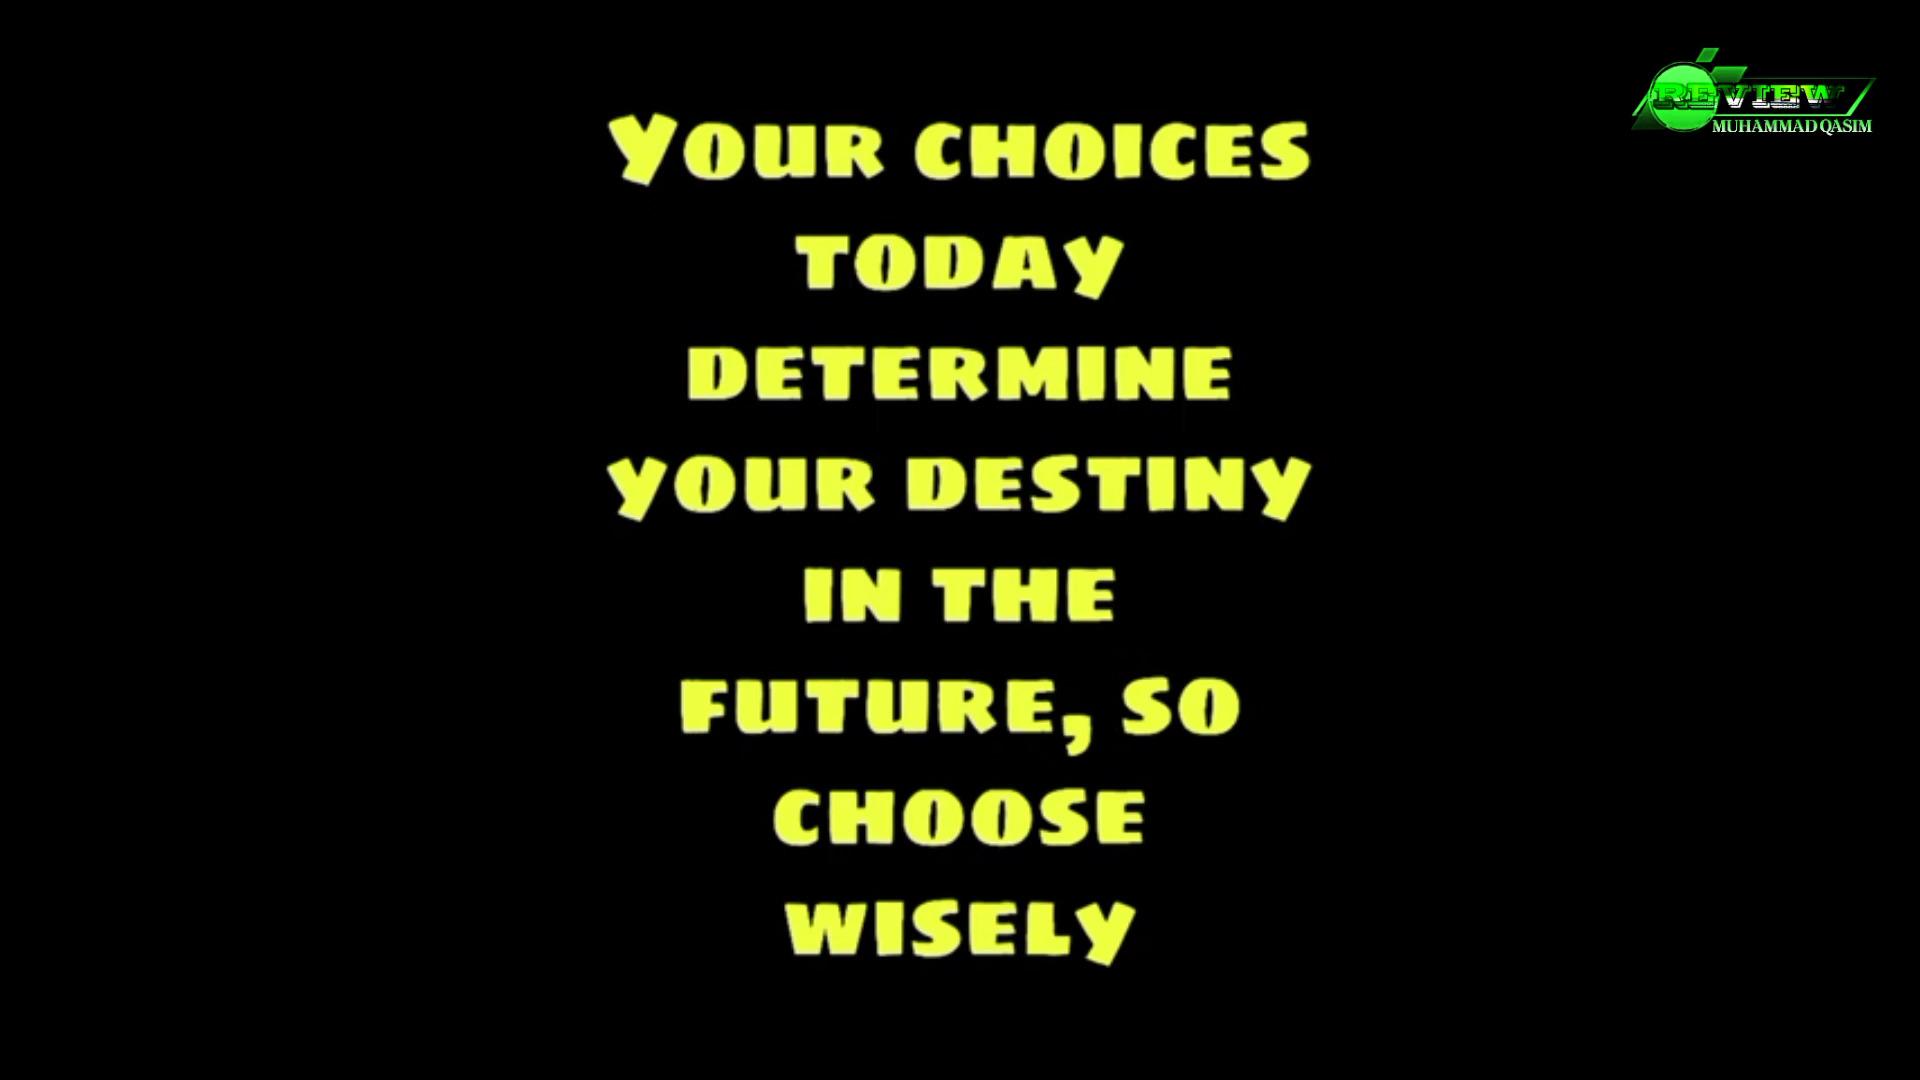 Your choices
today
determine
your destiny
in the
future, so
choose
wisely
REVIEW
MUHAMMAD QASIM